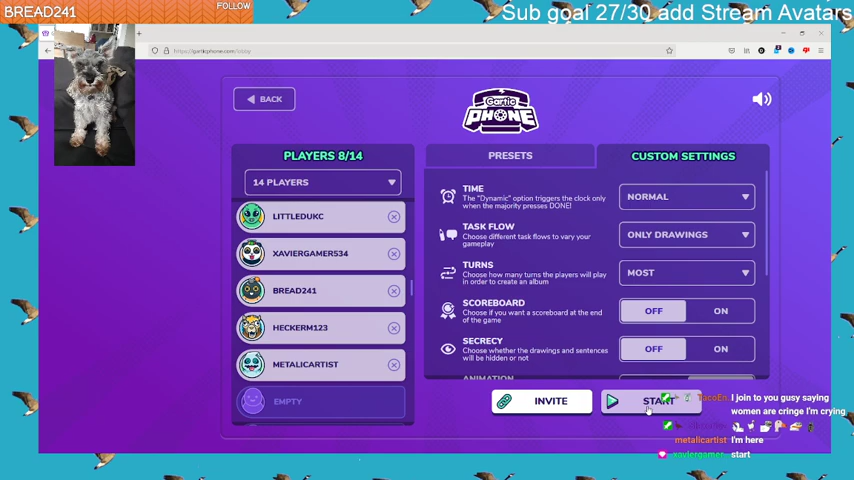 BREAD241
FOLLOW
Sub goal 27/30 add Stream Avatars
https://garticphone.com/lobby
BACK
Gartic
PHONE
PLAYERS 8/14
14 PLAYERS
LITTLEDUKC
XAVIERGAMER534
BREAD241
HECKERM123
METALICARTIST
EMPTY
PRESETS
CUSTOM SETTINGS
TIME
The "Dynamic" option triggers the clock only
when the majority presses DONE!
NORMAL
TASK FLOW
Choose different task flows to vary your
gameplay
ONLY DRAWINGS
TURNS
Choose how many turns the players will play
in order to create an album
MOST
SCOREBOARD
Choose if you want a scoreboard at the end
of the game
OFF
ON
SECRECY
Choose whether the drawings and sentences
will be hidden or not
OFF
ON
ANIMATION
INVITE
START
I join to you gusy saying
women are cringe I'm crying
metalicartist I'm here
start